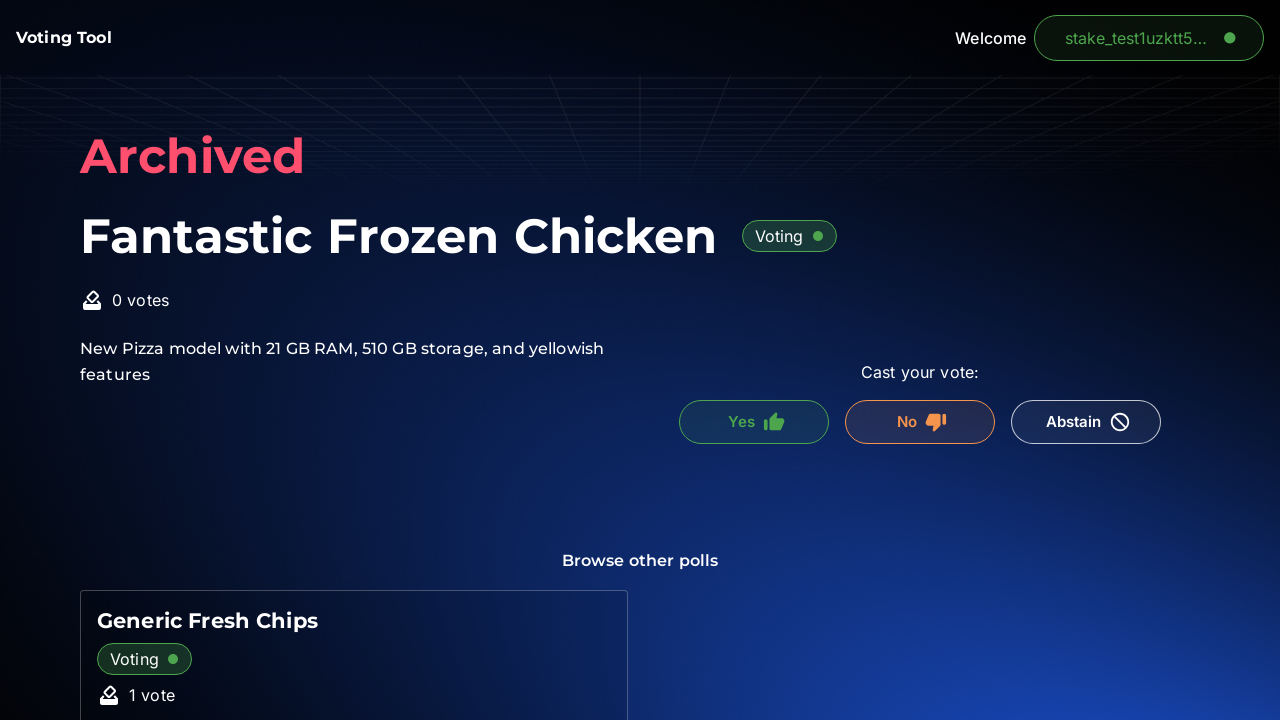 Voting Tool
Welcome
stake_test1uzktt5...
Archived
Fantastic Frozen Chicken
Voting
0 votes
New Pizza model with 21 GB RAM, 510 GB storage, and yellowish
features
Cast your vote:
Yes
No
Abstain
Browse other polls
Generic Fresh Chips
Voting
1 vote